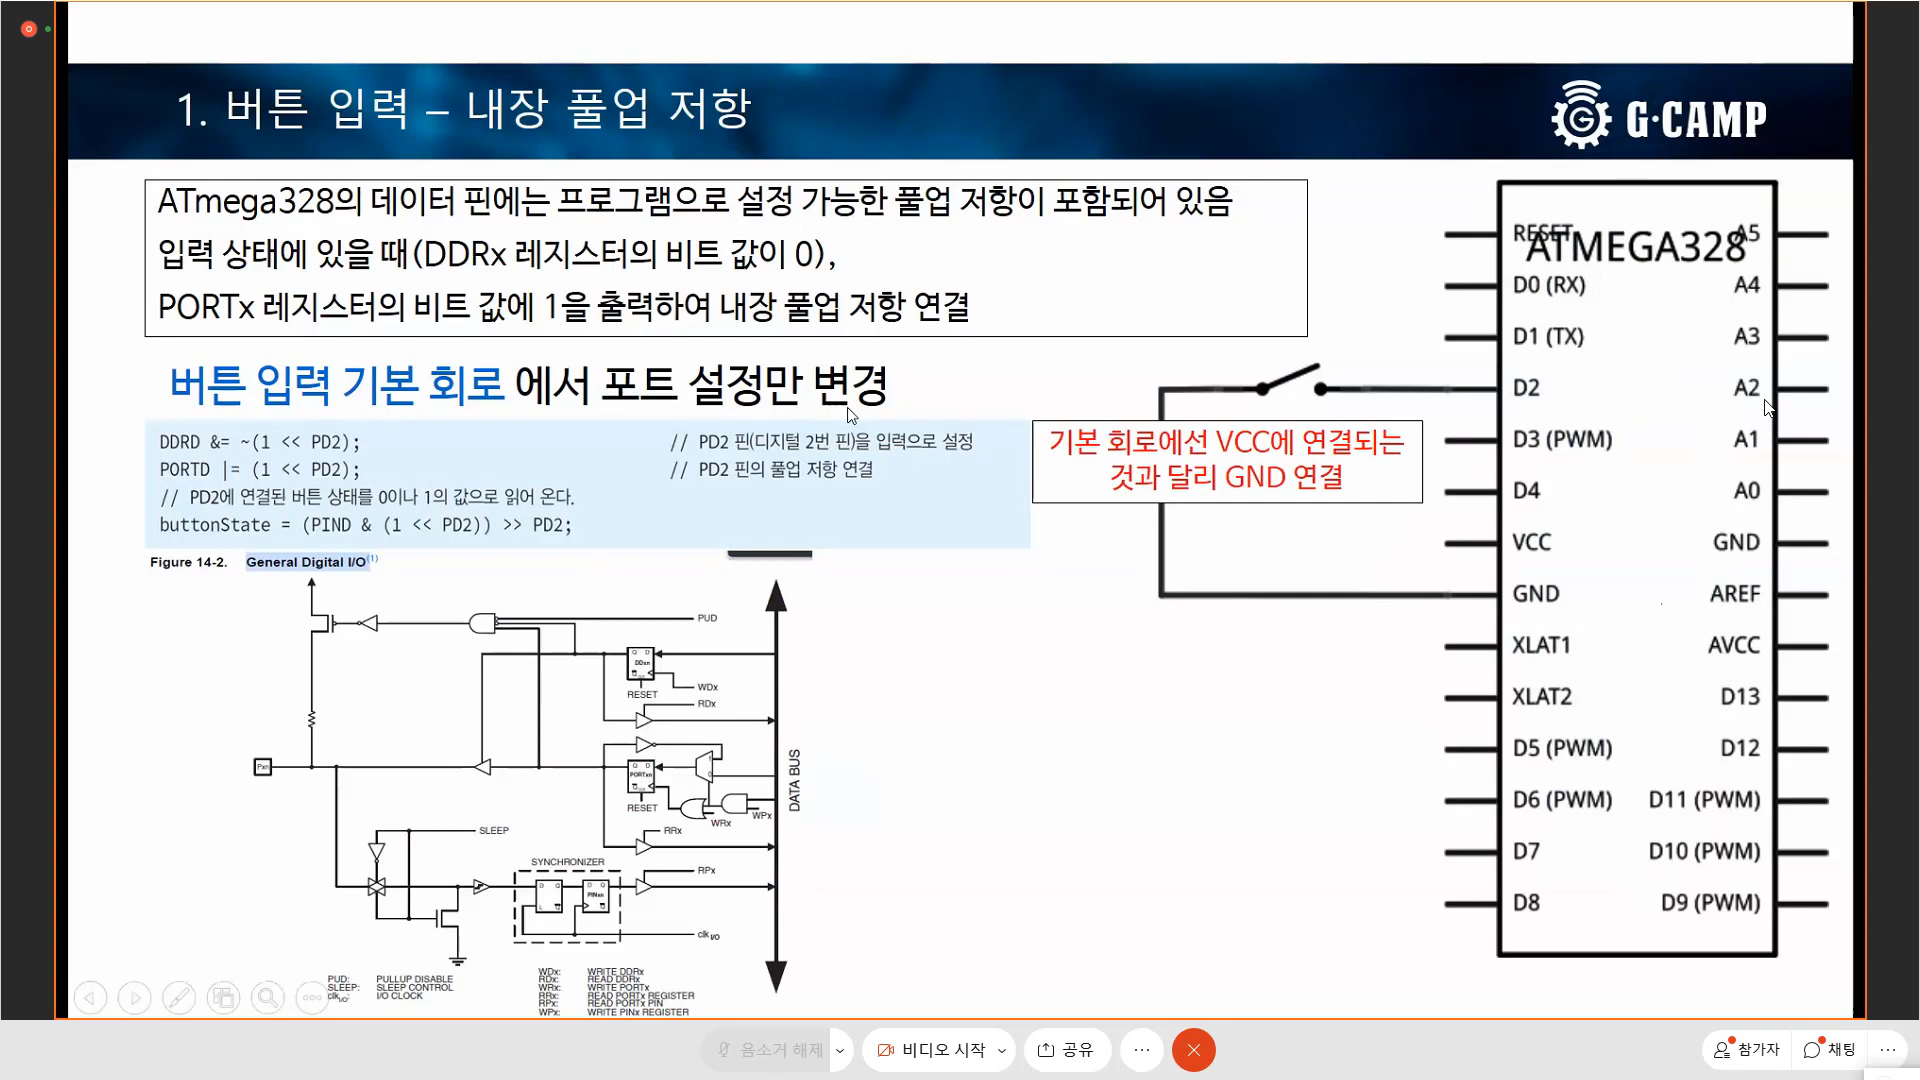 1. 버튼 입력 – 내장 풀업 저항
G·CAMP
ATmega328의 데이터 핀에는 프로그램으로 설정 가능한 풀업 저항이 포함되어 있음
입력 상태에 있을 때(DDRx 레지스터의 비트 값이 0),
PORTx 레지스터의 비트 값에 1을 출력하여 내장 풀업 저항 연결
버튼 입력 기본 회로 에서 포트 설정만 변경
DDRD &= ~(1 << PD2); // PD2 핀(디지털 2번 핀)을 입력으로 설정
PORTD |= (1 << PD2); // PD2 핀의 풀업 저항 연결
// PD2에 연결된 버튼 상태를 0이나 1의 값으로 읽어 온다.
buttonState = (PIND & (1 << PD2)) >> PD2;
기본 회로에선 VCC에 연결되는
것과 달리 GND 연결
Figure 14-2. General Digital I/O(1)
PUD
Q D
DDxn
Q
RESET
WDx
RDx
Pxn
Q D
PORTxn
Q
RESET
1
0
WRx
WPx
DATA BUS
RRx
SLEEP
SYNCHRONIZER
RPx
D Q
L Q
D Q
PINxn
Q
clk I/O
PUD: PULLUP DISABLE
SLEEP: SLEEP CONTROL
clk I/O: I/O CLOCK
WDx: WRITE DDRx
RDx: READ DDRx
WRx: WRITE PORTx
RRx: READ PORTx REGISTER
RPx: READ PORTx PIN
WPx: WRITE PINx REGISTER
ATMEGA328
RESET A5
D0 (RX) A4
D1 (TX) A3
D2 A2
D3 (PWM) A1
D4 A0
VCC GND
GND AREF
XLAT1 AVCC
XLAT2 D13
D5 (PWM) D12
D6 (PWM) D11 (PWM)
D7 D10 (PWM)
D8 D9 (PWM)
음소거 해제
비디오 시작
공유
참가자
채팅